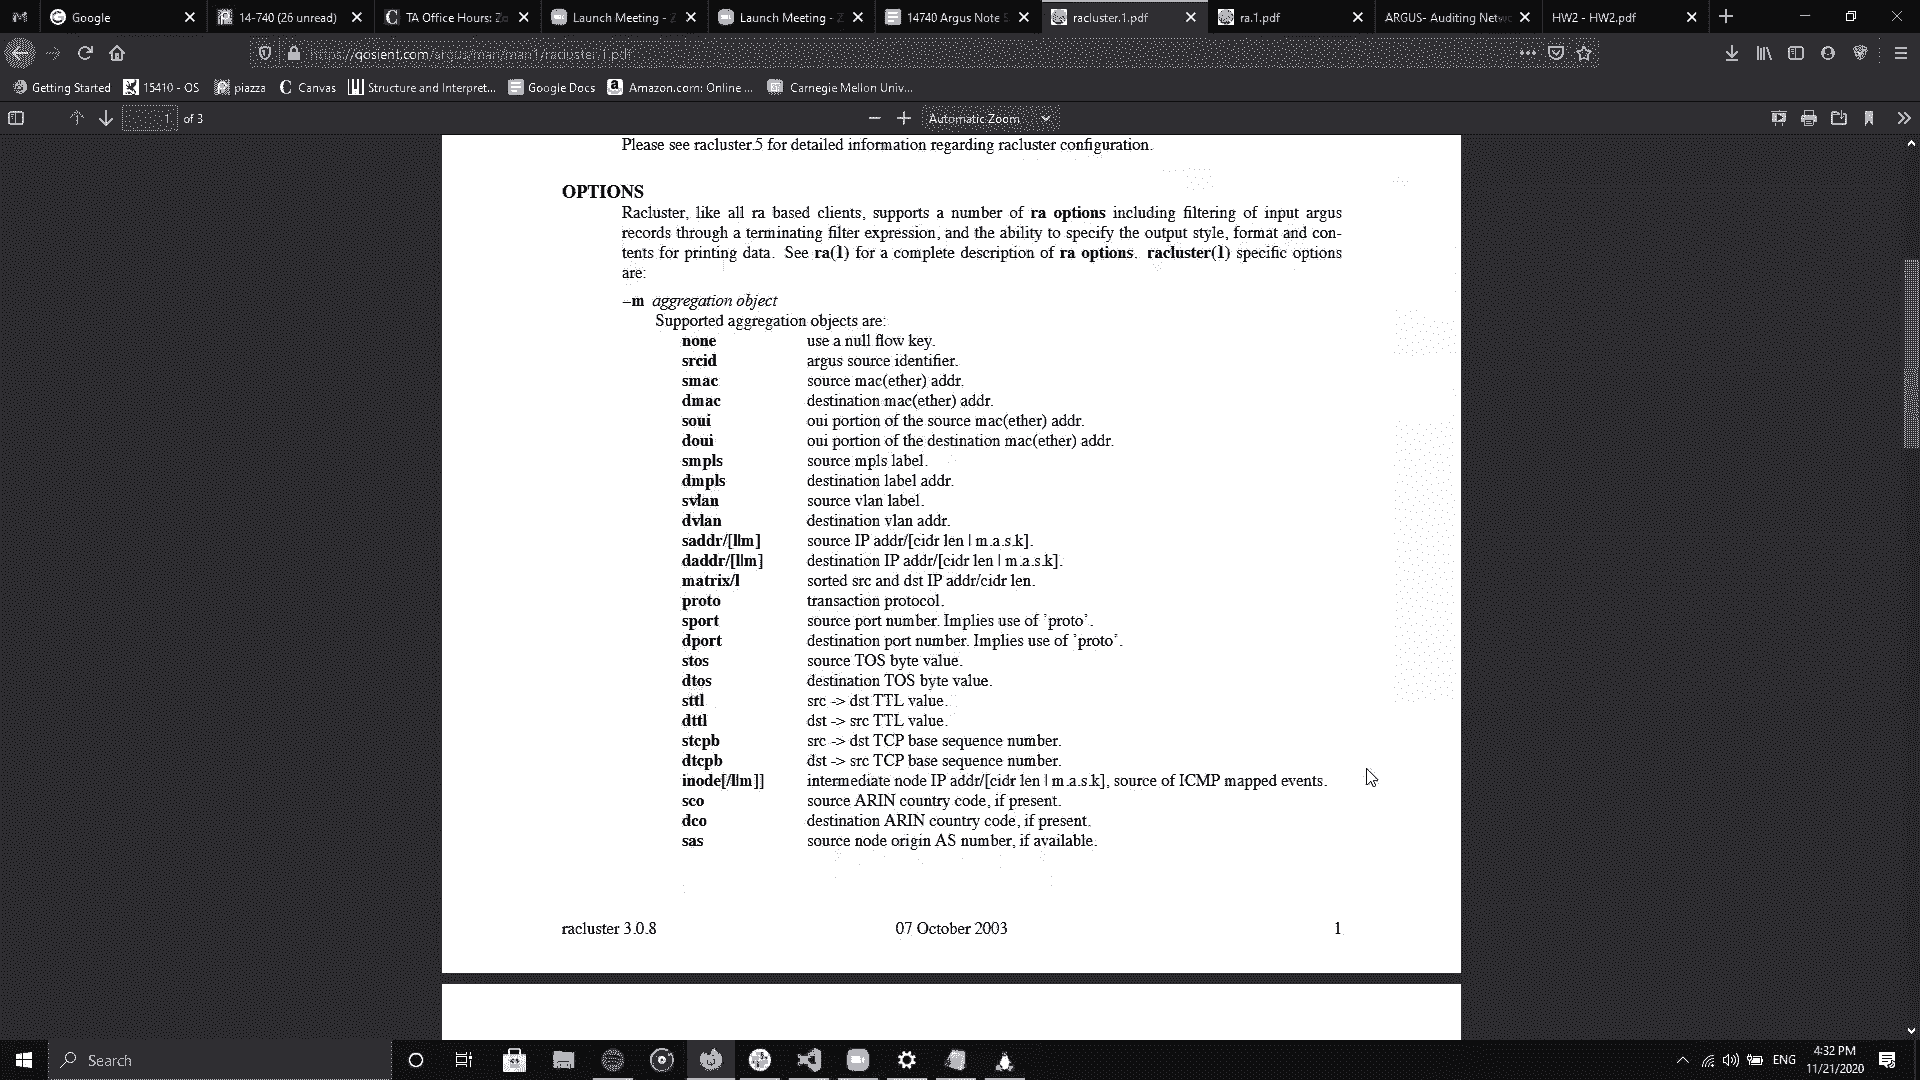 Google
14-740 (26 unread)
TA Office Hours: Zo
Launch Meeting - Z
Launch Meeting - Z
14740 Argus Note S
racluster.1.pdf
ra.1.pdf
ARGUS- Auditing Netwo
HW2 - HW2.pdf
https://qosient.com/argus/man/man1/racluster.1.pdf
Getting Started
15410 - OS
piazza
Canvas
Structure and Interpret...
Google Docs
Amazon.com: Online ...
Carnegie Mellon Univ...
1 of 3
Automatic Zoom
Please see racluster.5 for detailed information regarding racluster configuration.
OPTIONS
Racluster, like all ra based clients, supports a number of ra options including filtering of input argus
records through a terminating filter expression, and the ability to specify the output style, format and con-
tents for printing data. See ra(1) for a complete description of ra options. racluster(1) specific options
are:
–m aggregation object
Supported aggregation objects are:
none use a null flow key.
srcid argus source identifier.
smac source mac(ether) addr.
dmac destination mac(ether) addr.
soui oui portion of the source mac(ether) addr.
doui oui portion of the destination mac(ether) addr.
smpls source mpls label.
dmpls destination label addr.
svlan source vlan label.
dvlan destination vlan addr.
saddr/[l|m] source IP addr/[cidr len | m.a.s.k].
daddr/[l|m] destination IP addr/[cidr len | m.a.s.k].
matrix/l sorted src and dst IP addr/cidr len.
proto transaction protocol.
sport source port number. Implies use of 'proto'.
dport destination port number. Implies use of 'proto'.
stos source TOS byte value.
dtos destination TOS byte value.
sttl src -> dst TTL value.
dttl dst -> src TTL value.
stcpb src -> dst TCP base sequence number.
dtcpb dst -> src TCP base sequence number.
inode[/l|m]] intermediate node IP addr/[cidr len | m.a.s.k], source of ICMP mapped events.
sco source ARIN country code, if present.
dco destination ARIN country code, if present.
sas source node origin AS number, if available.
racluster 3.0.8 07 October 2003 1
Search
ENG
4:32 PM
11/21/2020